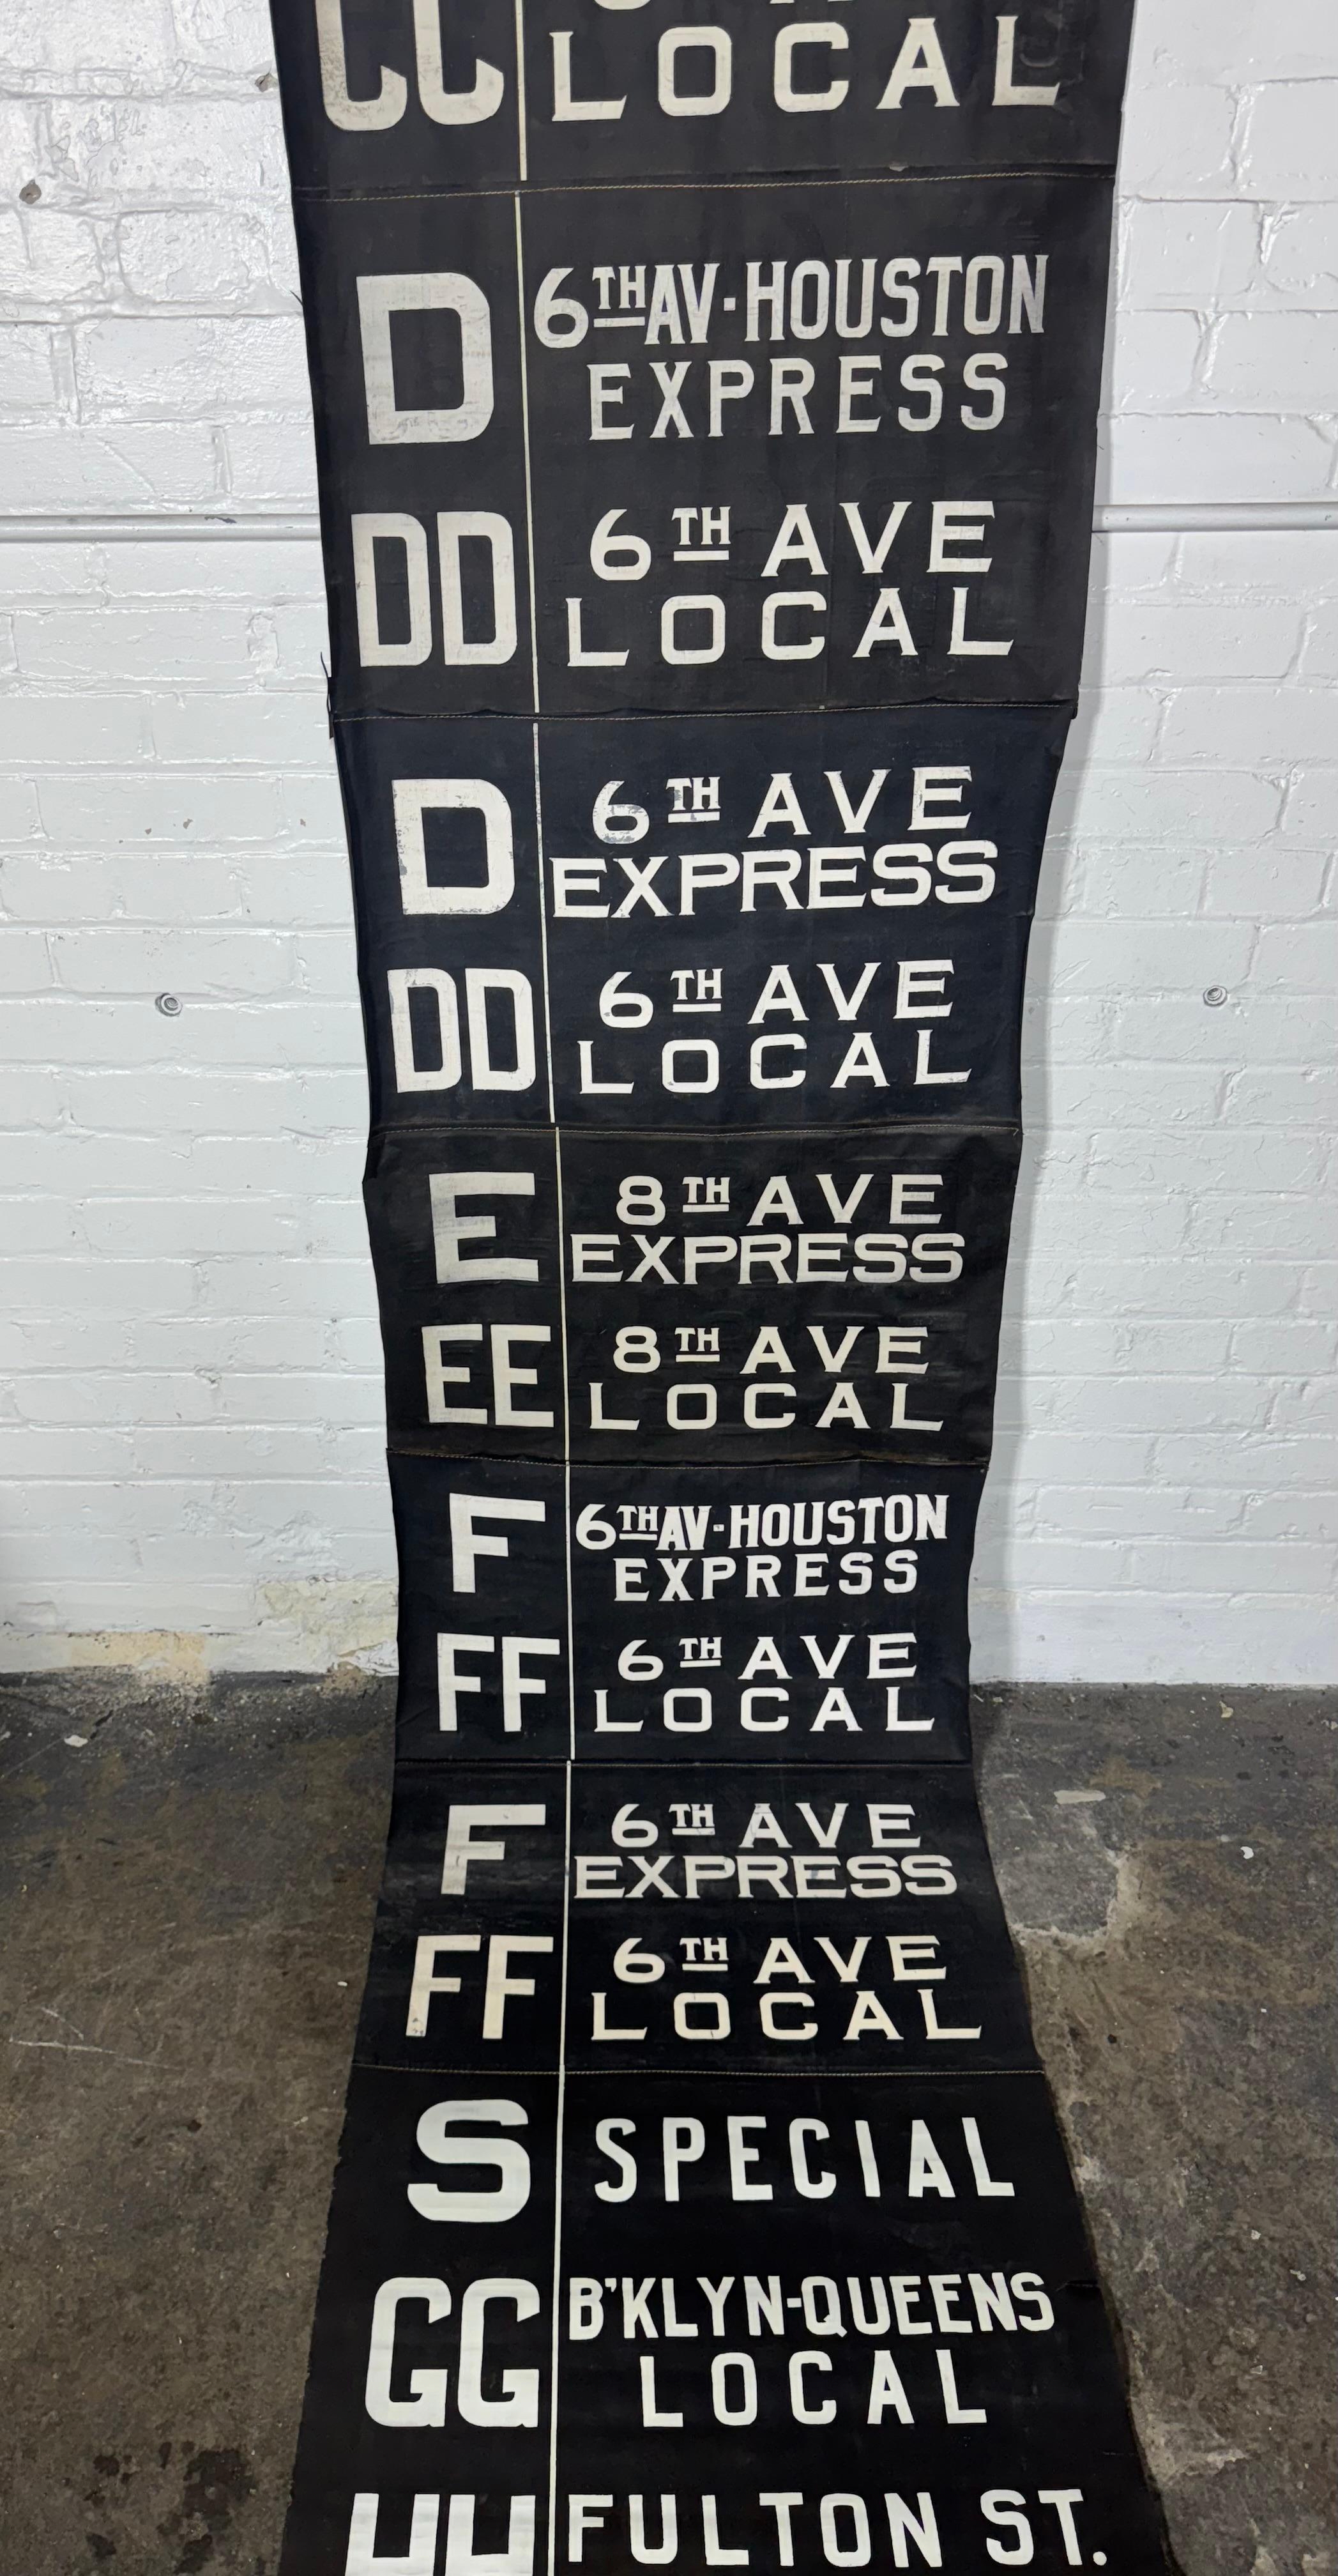 CC LOCAL
D 6TH AV-HOUSTON
EXPRESS
DD 6TH AVE
LOCAL
D 6TH AVE
EXPRESS
DD 6TH AVE
LOCAL
E 8TH AVE
EXPRESS
EE 8TH AVE
LOCAL
F 6TH AV-HOUSTON
EXPRESS
FF 6TH AVE
LOCAL
F 6TH AVE
EXPRESS
FF 6TH AVE
LOCAL
S SPECIAL
GG B'KLYN-QUEENS
LOCAL
HH FULTON ST.